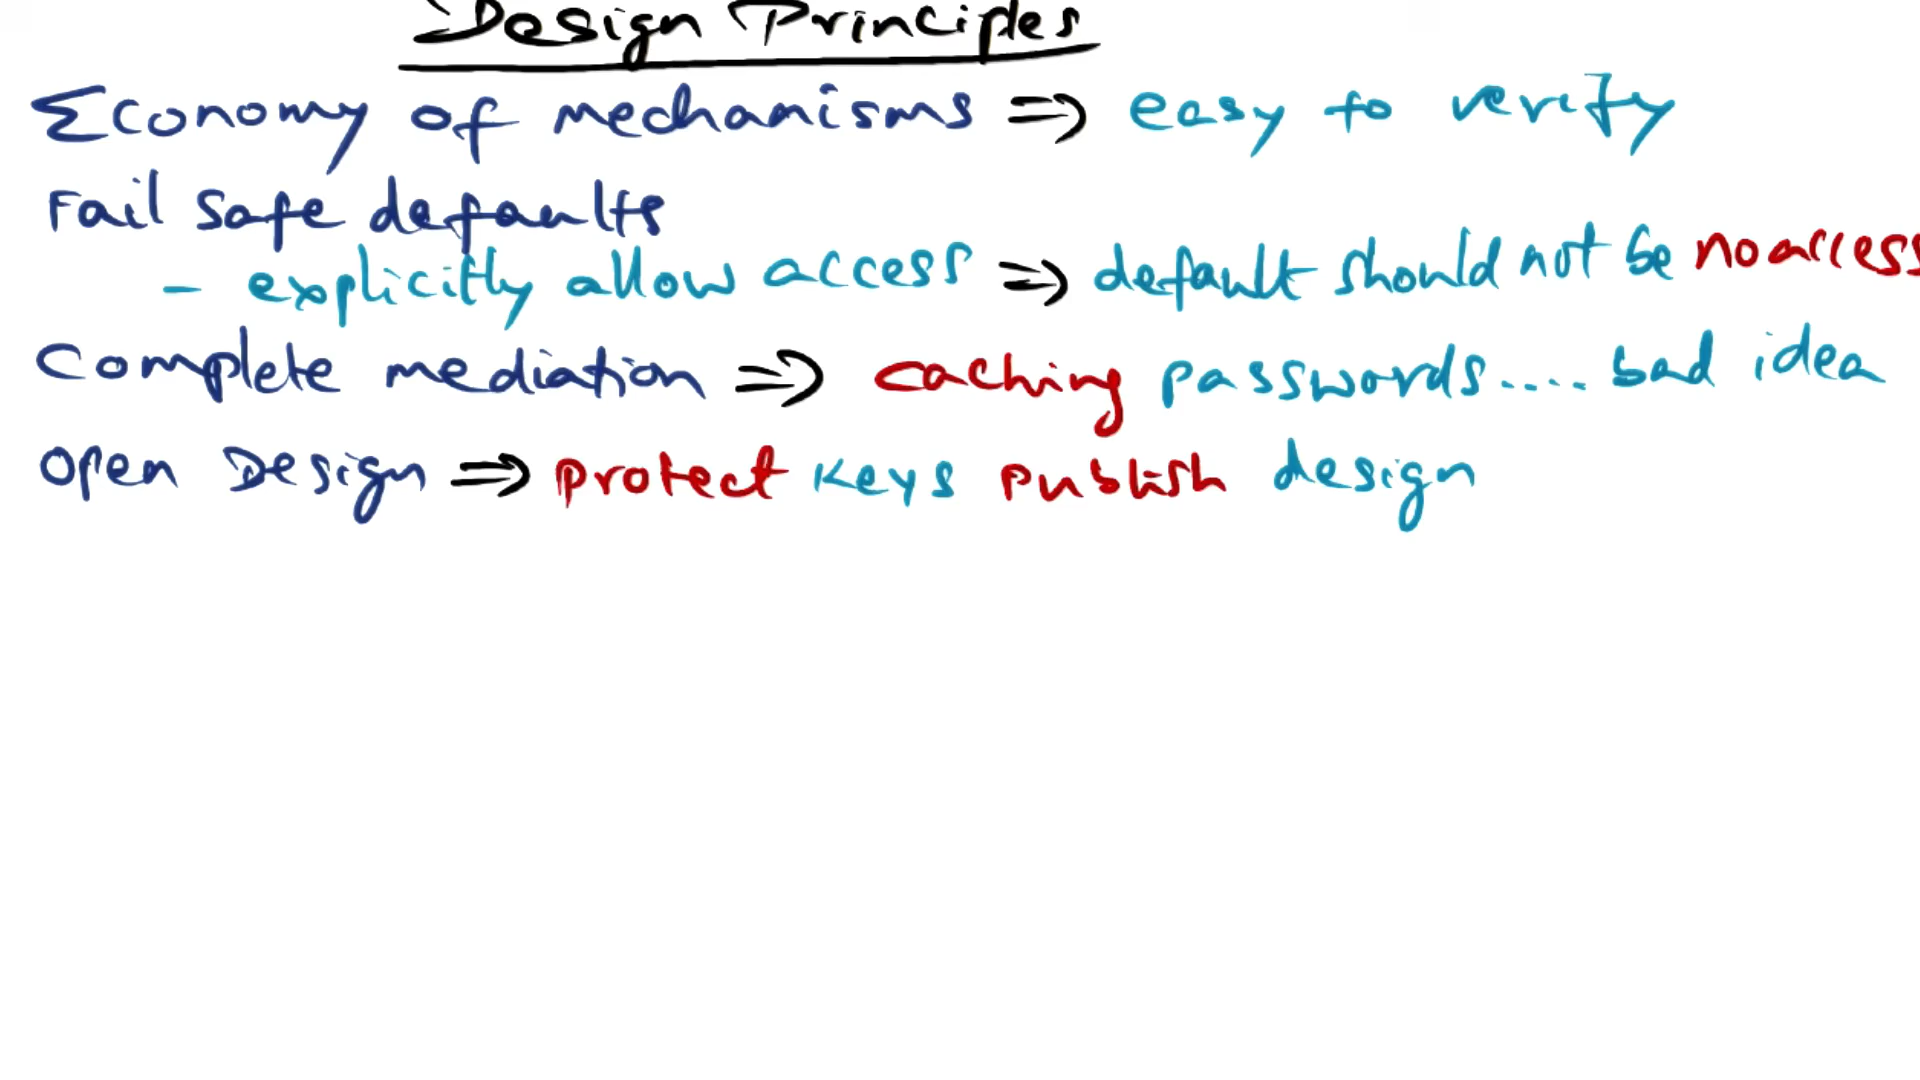 Design Principles
Economy of mechanisms => easy to verify
Fail safe defaults
- explicitly allow access => default should not be no access
Complete mediation => caching passwords.... bad idea
Open Design => protect keys publish design